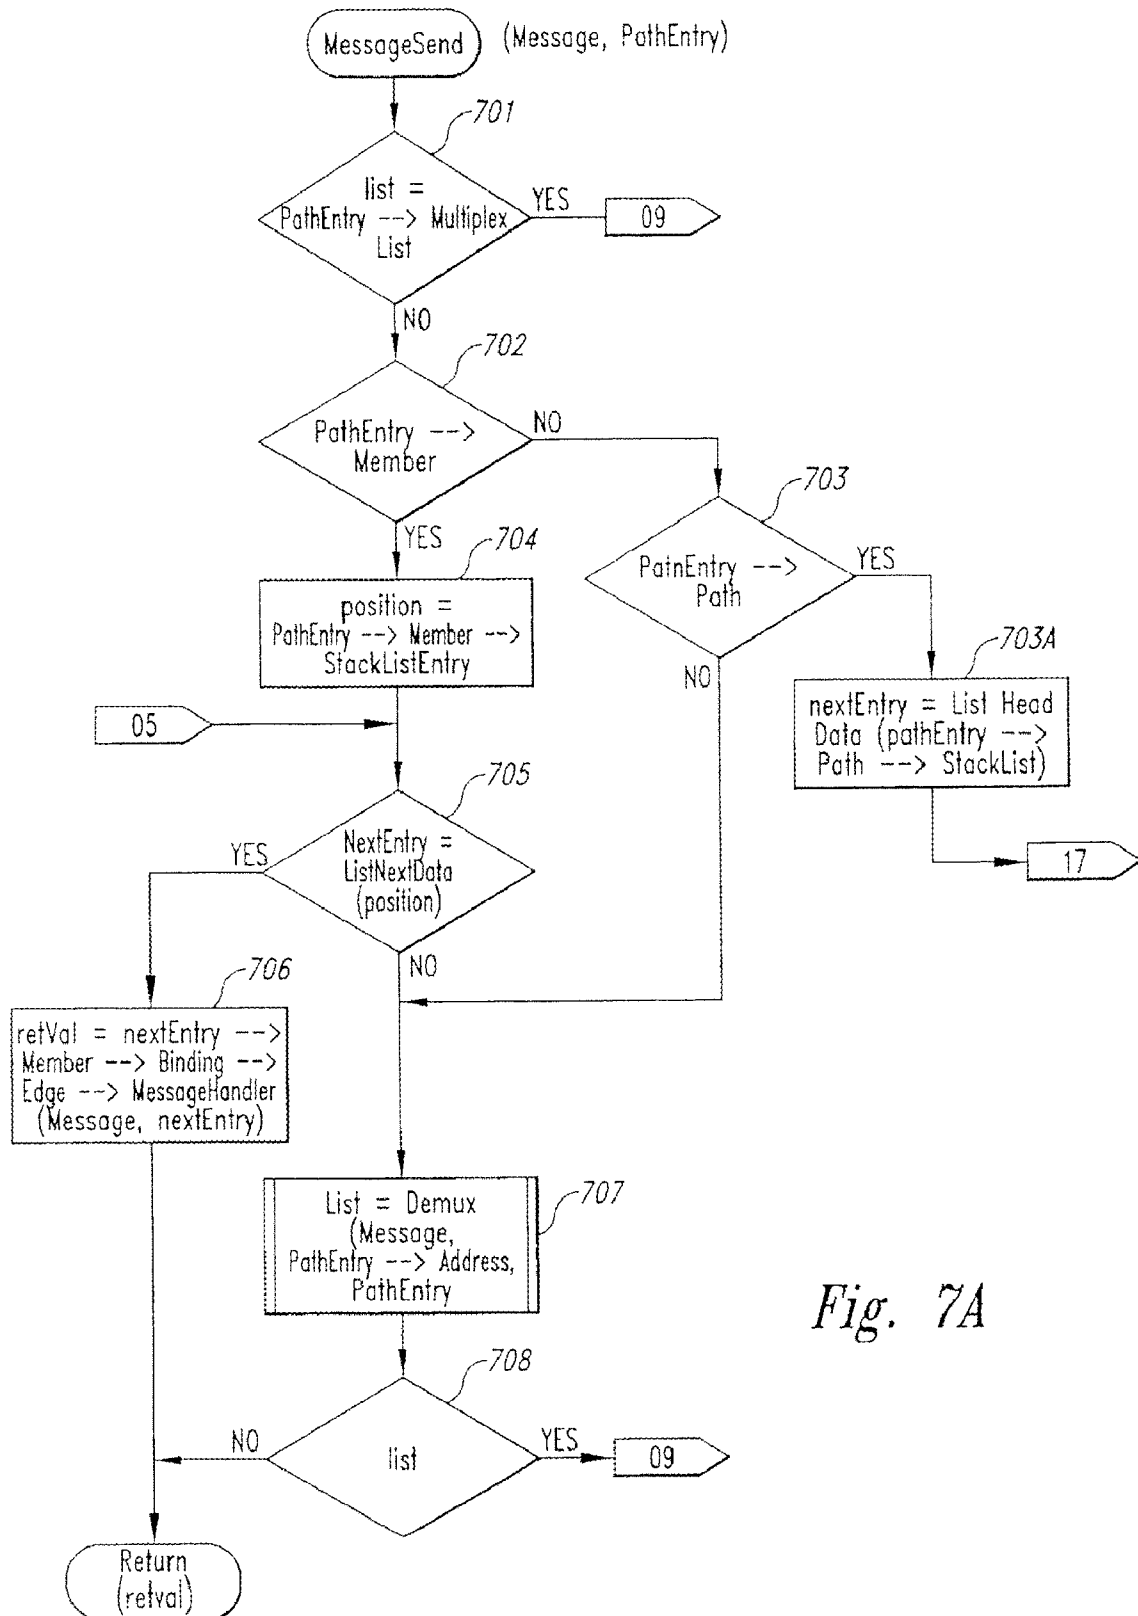 MessageSend (Message, PathEntry)
701
list =
PathEntry --> Multiplex
List
YES
09
NO
702
PathEntry -->
Member
NO
703
YES
704
PatnEntry -->
Path
YES
position =
PathEntry --> Member -->
StackListEntry
NO
703A
nextEntry = List Head
Data (pathEntry -->
Path --> StackList)
05
705
NextEntry =
ListNextData
(position)
YES
17
NO
706
retVal = nextEntry -->
Member --> Binding -->
Edge --> MessageHandler
(Message, nextEntry)
List = Demux
(Message,
PathEntry --> Address,
PathEntry
707
Fig. 7A
708
NO
list
YES
09
Return
(retval)